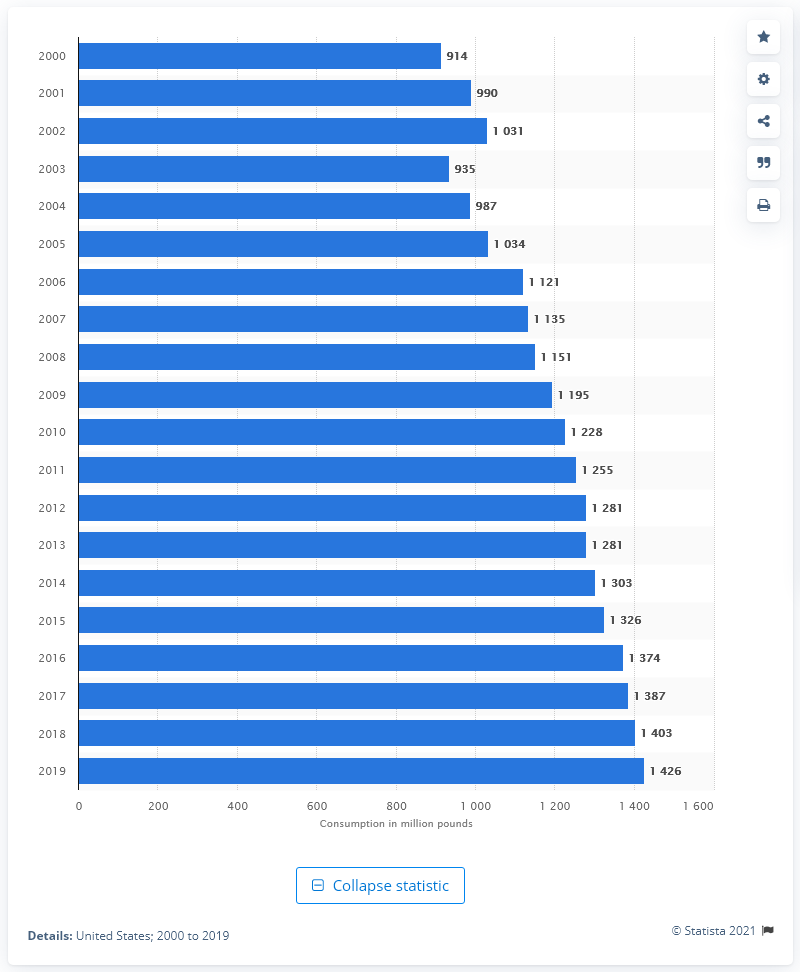 2000 914
2001 990
2002 1 031
2003 935
2004 987
2005 1 034
2006 1 121
2007 1 135
2008 1 151
2009 1 195
2010 1 228
2011 1 255
2012 1 281
2013 1 281
2014 1 303
2015 1 326
2016 1 374
2017 1 387
2018 1 403
2019 1 426
0 200 400 600 800 1 000 1 200 1 400 1 600
Consumption in million pounds
Collapse statistic
© Statista 2021
Details: United States; 2000 to 2019